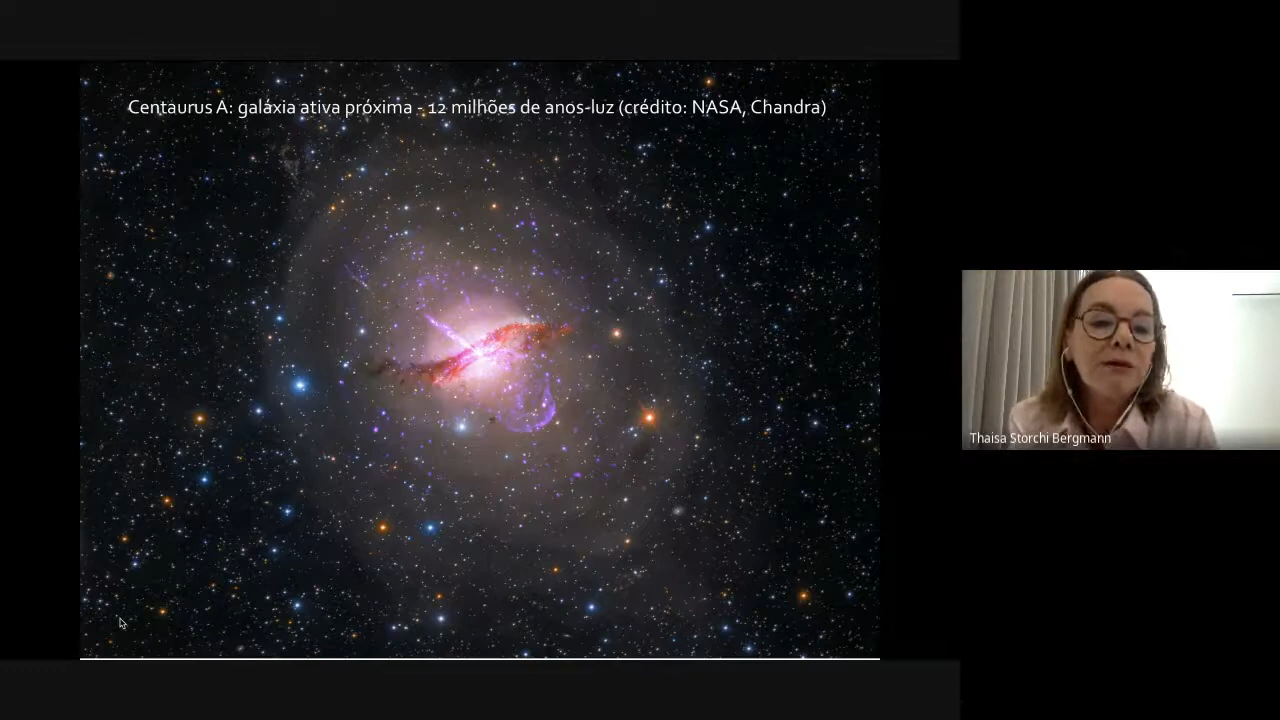 Centaurus A: galáxia ativa próxima - 12 milhões de anos-luz (crédito: NASA, Chandra)
Thaisa Storchi Bergmann